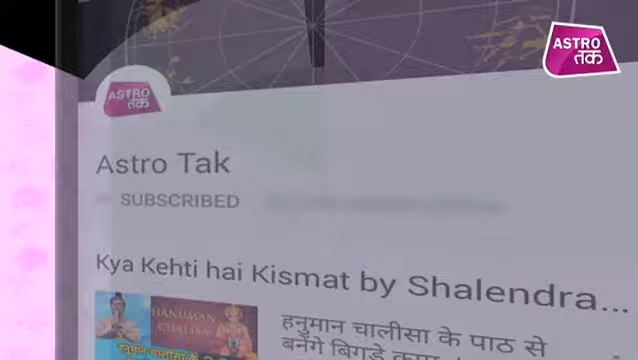 ASTRO
तक
ASTRO
तक
Astro Tak
SUBSCRIBED
Kya Kehti hai Kismat by Shalendra...
HANUMAN
CHALISA
हनुमान चालीसा के पाठ से
बनेंगे बिगड़े काम